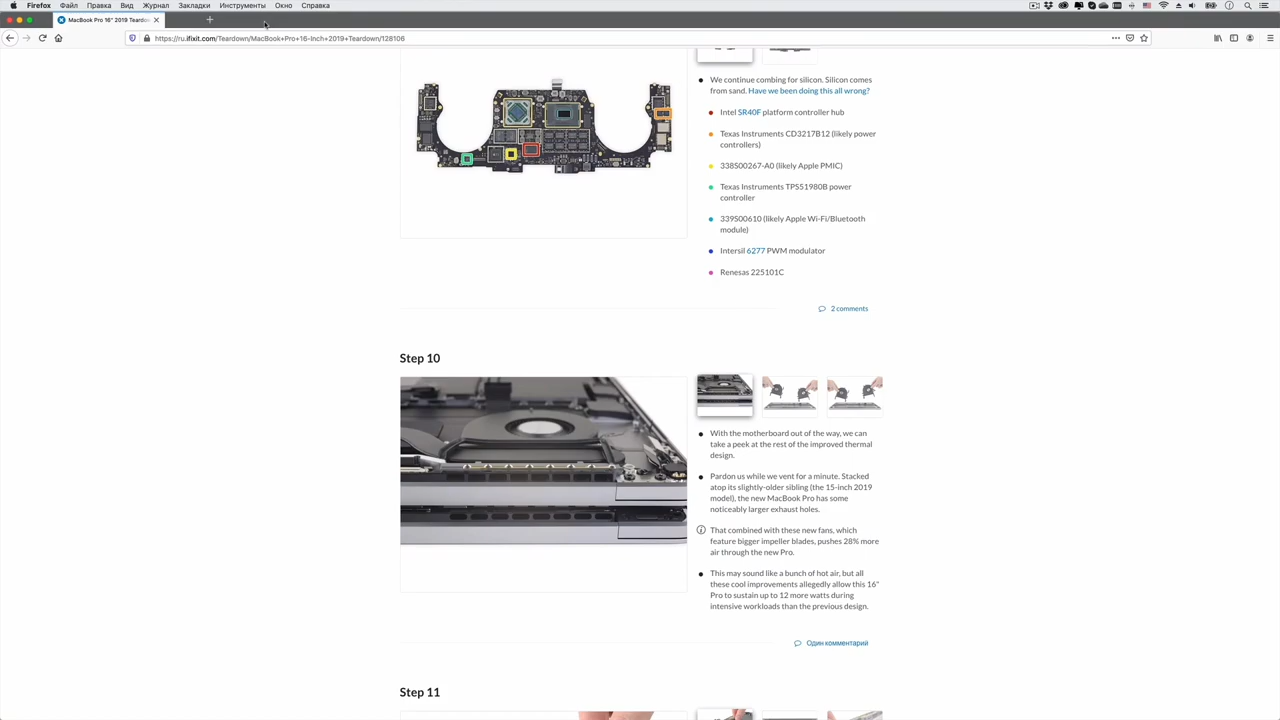 Firefox Файл Правка Вид Журнал Закладки Инструменты Окно Справка
MacBook Pro 16" 2019 Teardo
https://ru.ifixit.com/Teardown/MacBook+Pro+16-Inch+2019+Teardown/128106
We continue combing for silicon. Silicon comes
from sand. Have we been doing this all wrong?
Intel SR40F platform controller hub
Texas Instruments CD3217B12 (likely power
controllers)
338S00267-A0 (likely Apple PMIC)
Texas Instruments TPS51980B power
controller
339S00610 (likely Apple Wi-Fi/Bluetooth
module)
Intersil 6277 PWM modulator
Renesas 225101C
2 comments
Step 10
With the motherboard out of the way, we can
take a peek at the rest of the improved thermal
design.
Pardon us while we vent for a minute. Stacked
atop its slightly-older sibling (the 15-inch 2019
model), the new MacBook Pro has some
noticeably larger exhaust holes.
That combined with these new fans, which
feature bigger impeller blades, pushes 28% more
air through the new Pro.
This may sound like a bunch of hot air, but all
these cool improvements allegedly allow this 16"
Pro to sustain up to 12 more watts during
intensive workloads than the previous design.
Один комментарий
Step 11